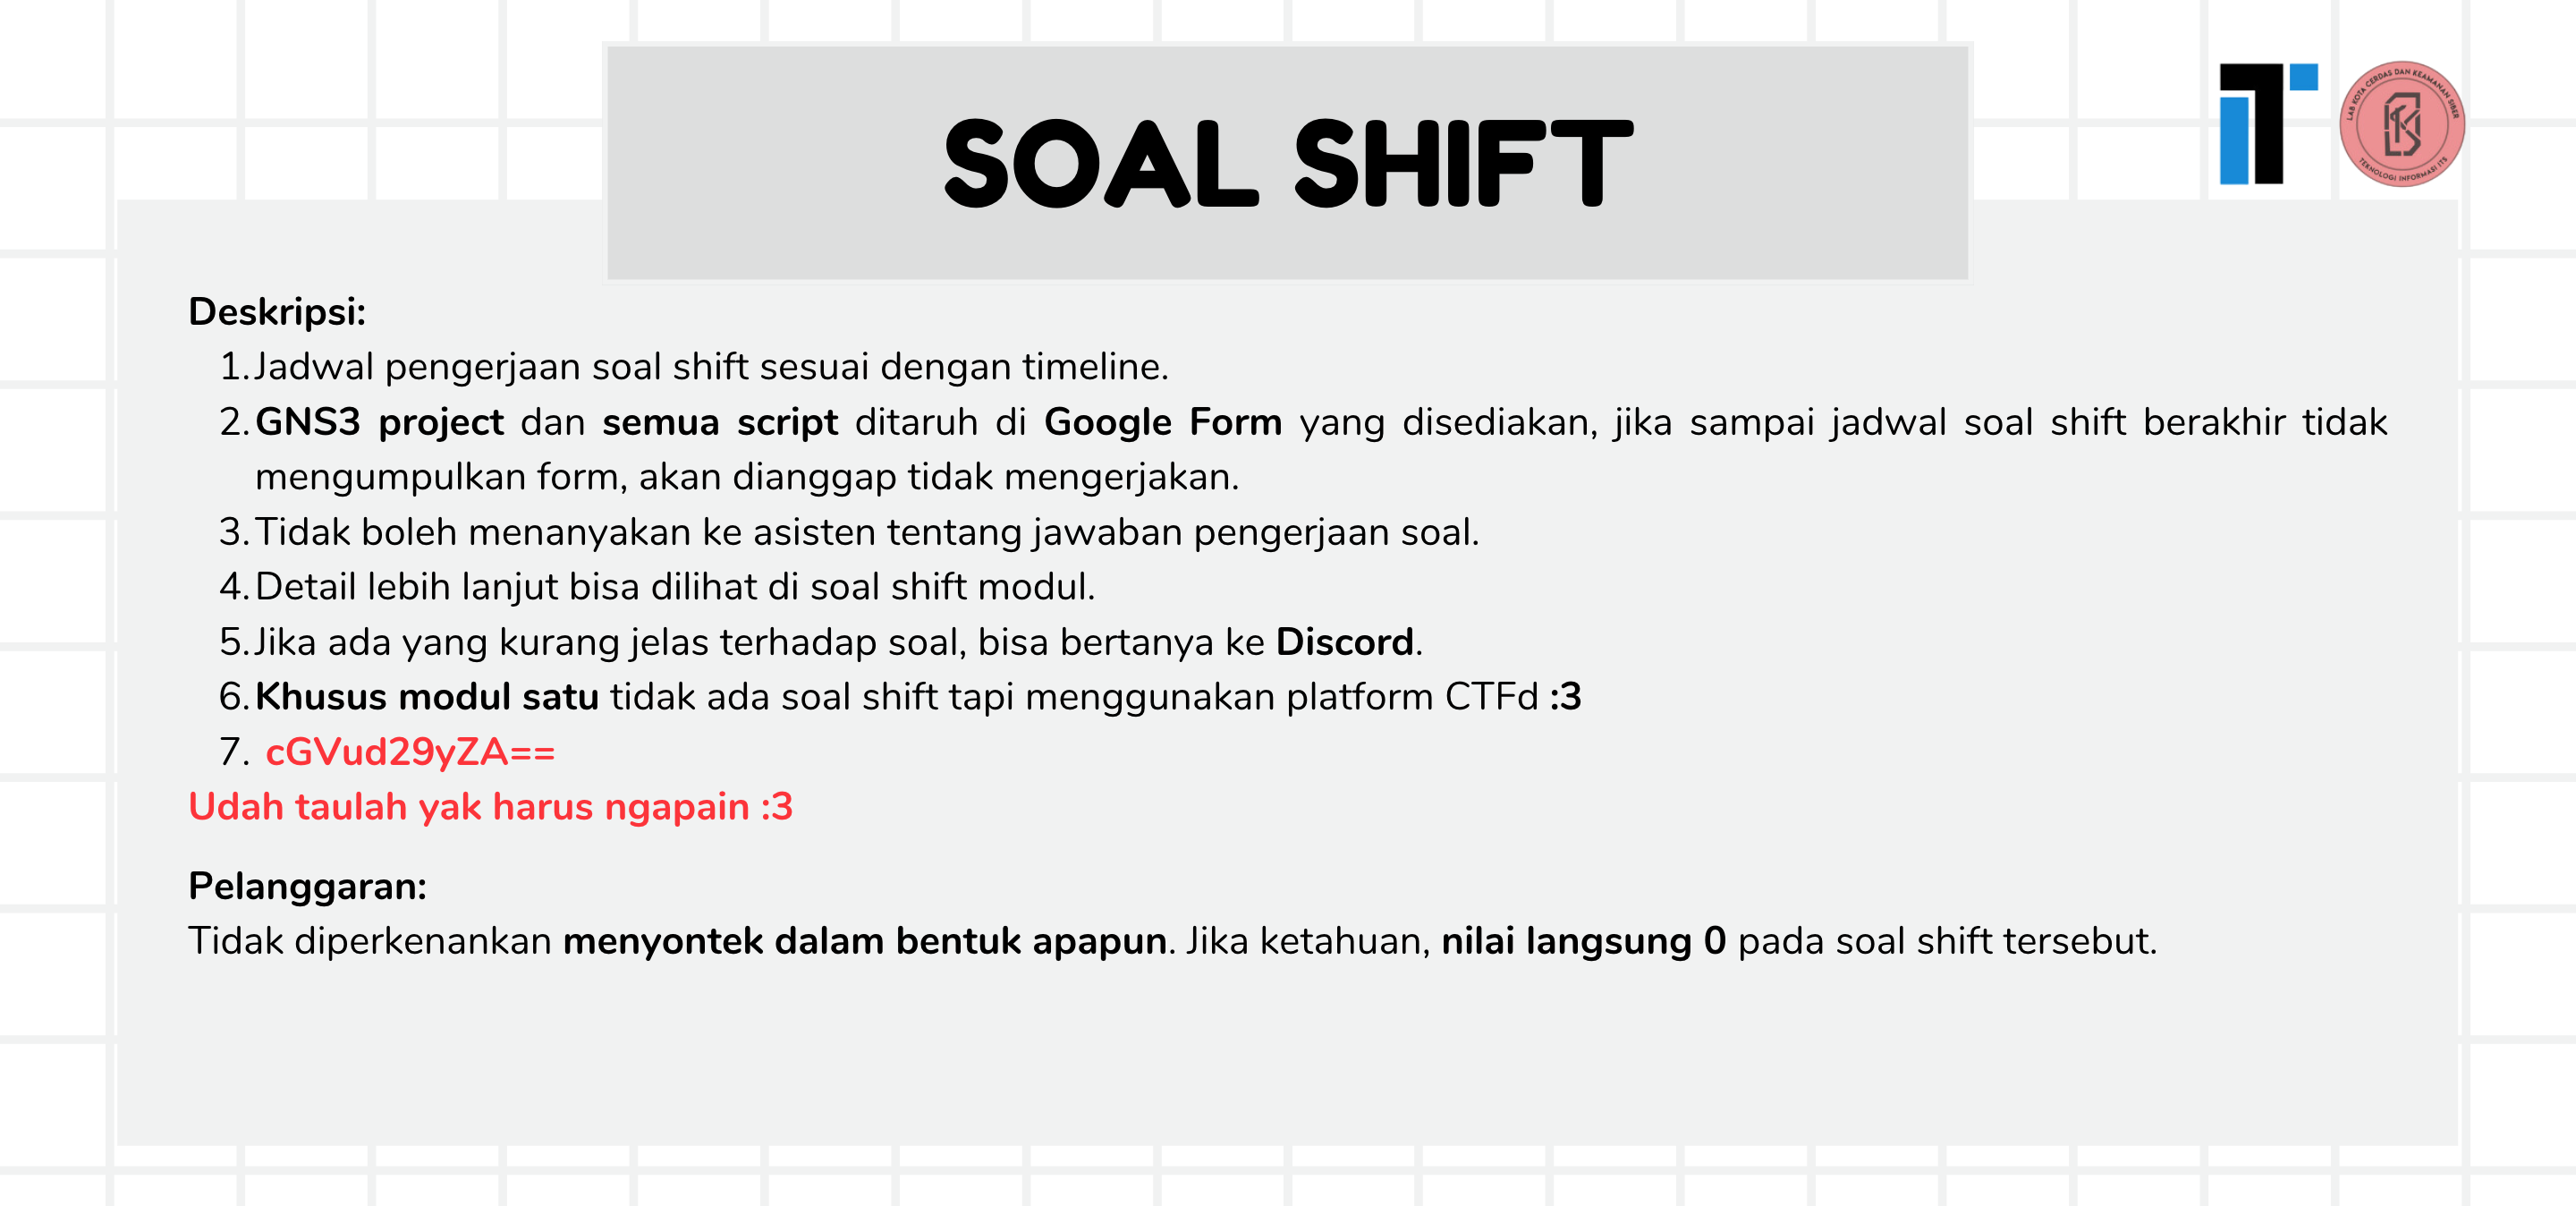 SOAL SHIFT
LAB KOTA CERDAS DAN KEAMANAN SIBER
TEKNOLOGI INFORMASI ITS
Deskripsi:
1. Jadwal pengerjaan soal shift sesuai dengan timeline.
2. GNS3 project dan semua script ditaruh di Google Form yang disediakan, jika sampai jadwal soal shift berakhir tidak
mengumpulkan form, akan dianggap tidak mengerjakan.
3. Tidak boleh menanyakan ke asisten tentang jawaban pengerjaan soal.
4. Detail lebih lanjut bisa dilihat di soal shift modul.
5. Jika ada yang kurang jelas terhadap soal, bisa bertanya ke Discord.
6. Khusus modul satu tidak ada soal shift tapi menggunakan platform CTFd :3
7. cGVud29yZA==
Udah taulah yak harus ngapain :3
Pelanggaran:
Tidak diperkenankan menyontek dalam bentuk apapun. Jika ketahuan, nilai langsung 0 pada soal shift tersebut.